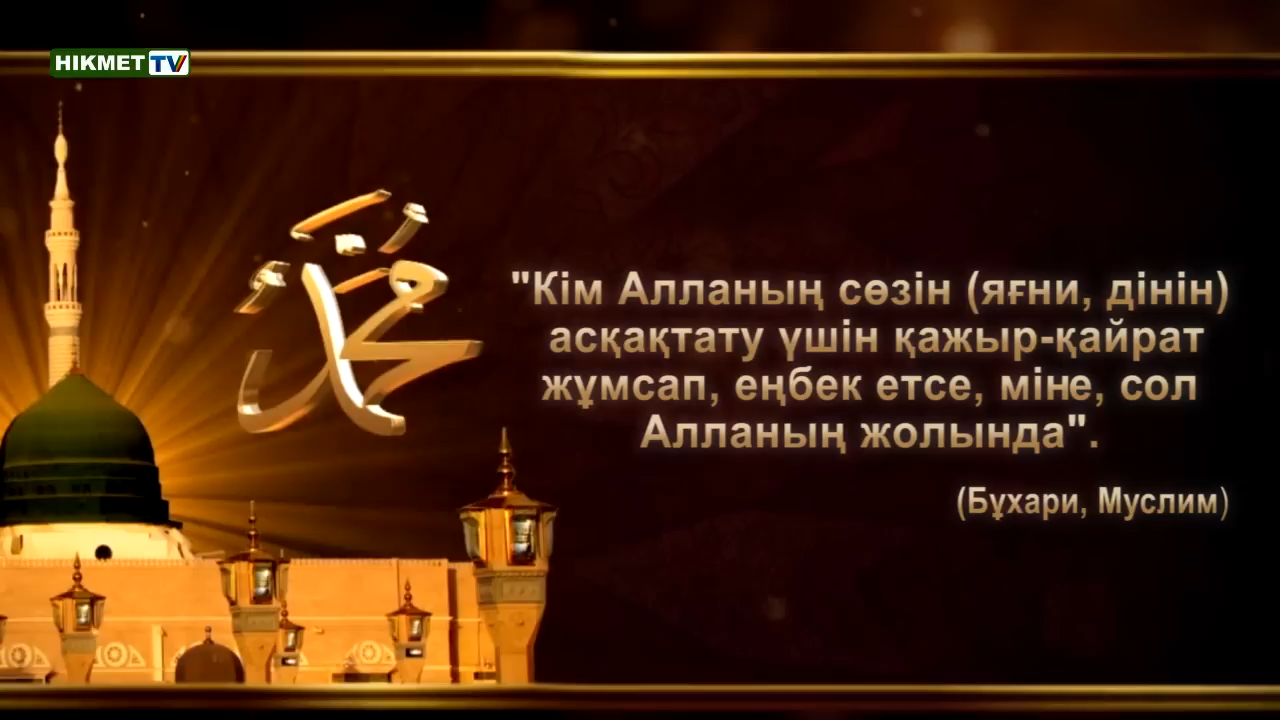 HIKMET TV
محمد
"Кім Алланың сөзін (яғни, дінін)
асқақтату үшін қажыр-қайрат
жұмсап, еңбек етсе, міне, сол
Алланың жолында".
(Бұхари, Муслим)